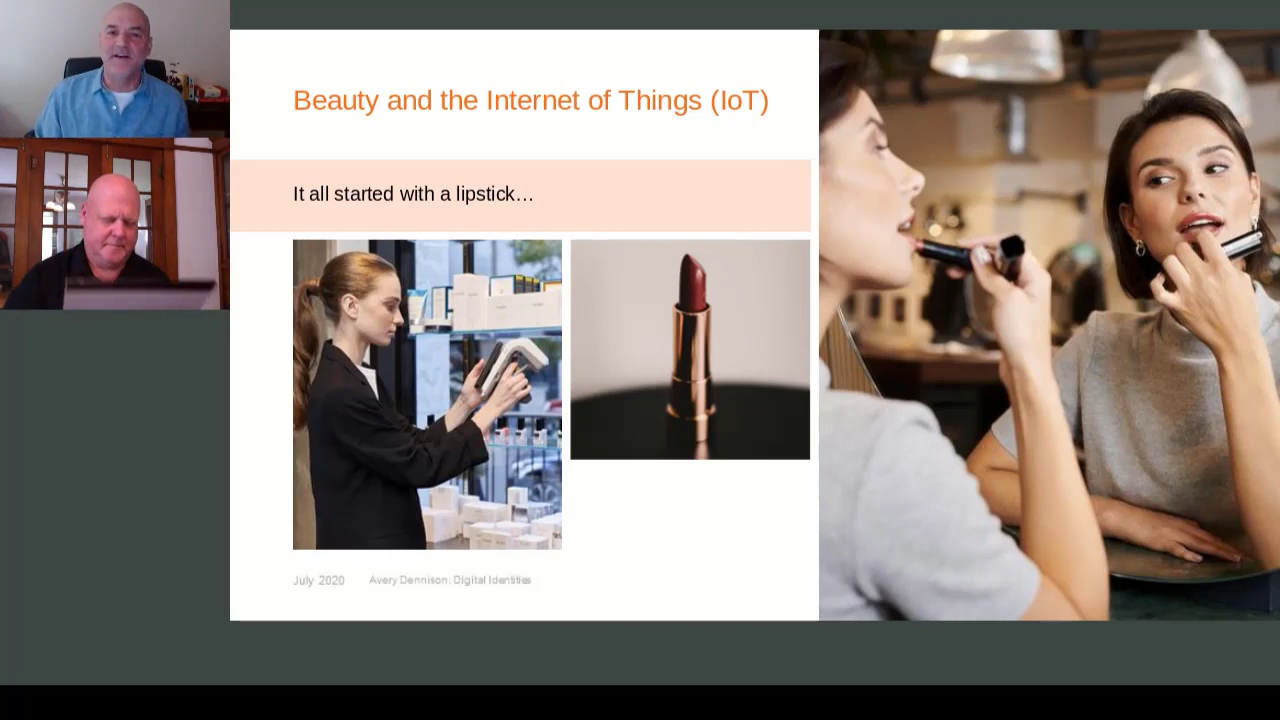 Beauty and the Internet of Things (IoT)
It all started with a lipstick…
July 2020 Avery Dennison: Digital Identities